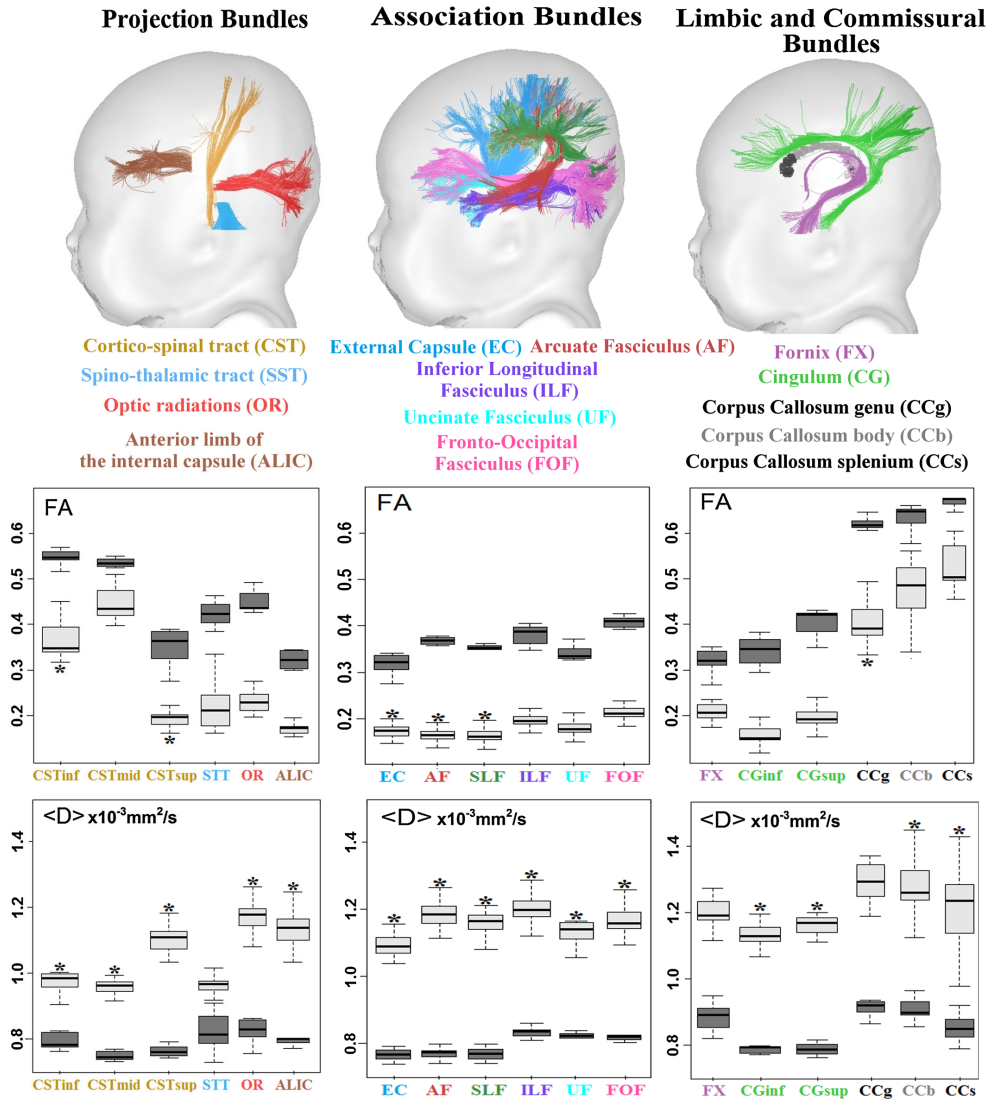 Projection Bundles
Association Bundles
Limbic and Commissural
Bundles
Cortico-spinal tract (CST)
Spino-thalamic tract (SST)
Optic radiations (OR)
Anterior limb of
the internal capsule (ALIC)
External Capsule (EC) Arcuate Fasciculus (AF)
Inferior Longitudinal
Fasciculus (ILF)
Uncinate Fasciculus (UF)
Fronto-Occipital
Fasciculus (FOF)
Fornix (FX)
Cingulum (CG)
Corpus Callosum genu (CCg)
Corpus Callosum body (CCb)
Corpus Callosum splenium (CCs)
FA
0.6
0.5
0.4
0.3
0.2
*
*
CSTinf CSTmid CSTsup STT OR ALIC
FA
0.6
0.5
0.4
0.3
0.2
* * *
EC AF SLF ILF UF FOF
FA
0.6
0.5
0.4
0.3
0.2
*
FX CGinf CGsup CCg CCb CCs
<D> x10-3mm2/s
1.4
1.2
1.0
0.8
* * * * *
CSTinf CSTmid CSTsup STT OR ALIC
<D> x10-3mm2/s
1.4
1.2
1.0
0.8
* * * * * *
EC AF SLF ILF UF FOF
<D> x10-3mm2/s
1.4
1.2
1.0
0.8
* * * *
FX CGinf CGsup CCg CCb CCs